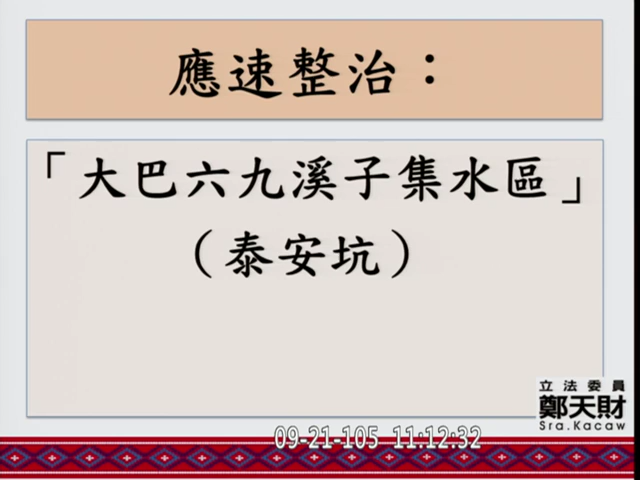 應速整治：
「大巴六九溪子集水區」
（泰安坑）
立法委員
鄭天財
Sra.Kacaw
09-21-105 11:12:32